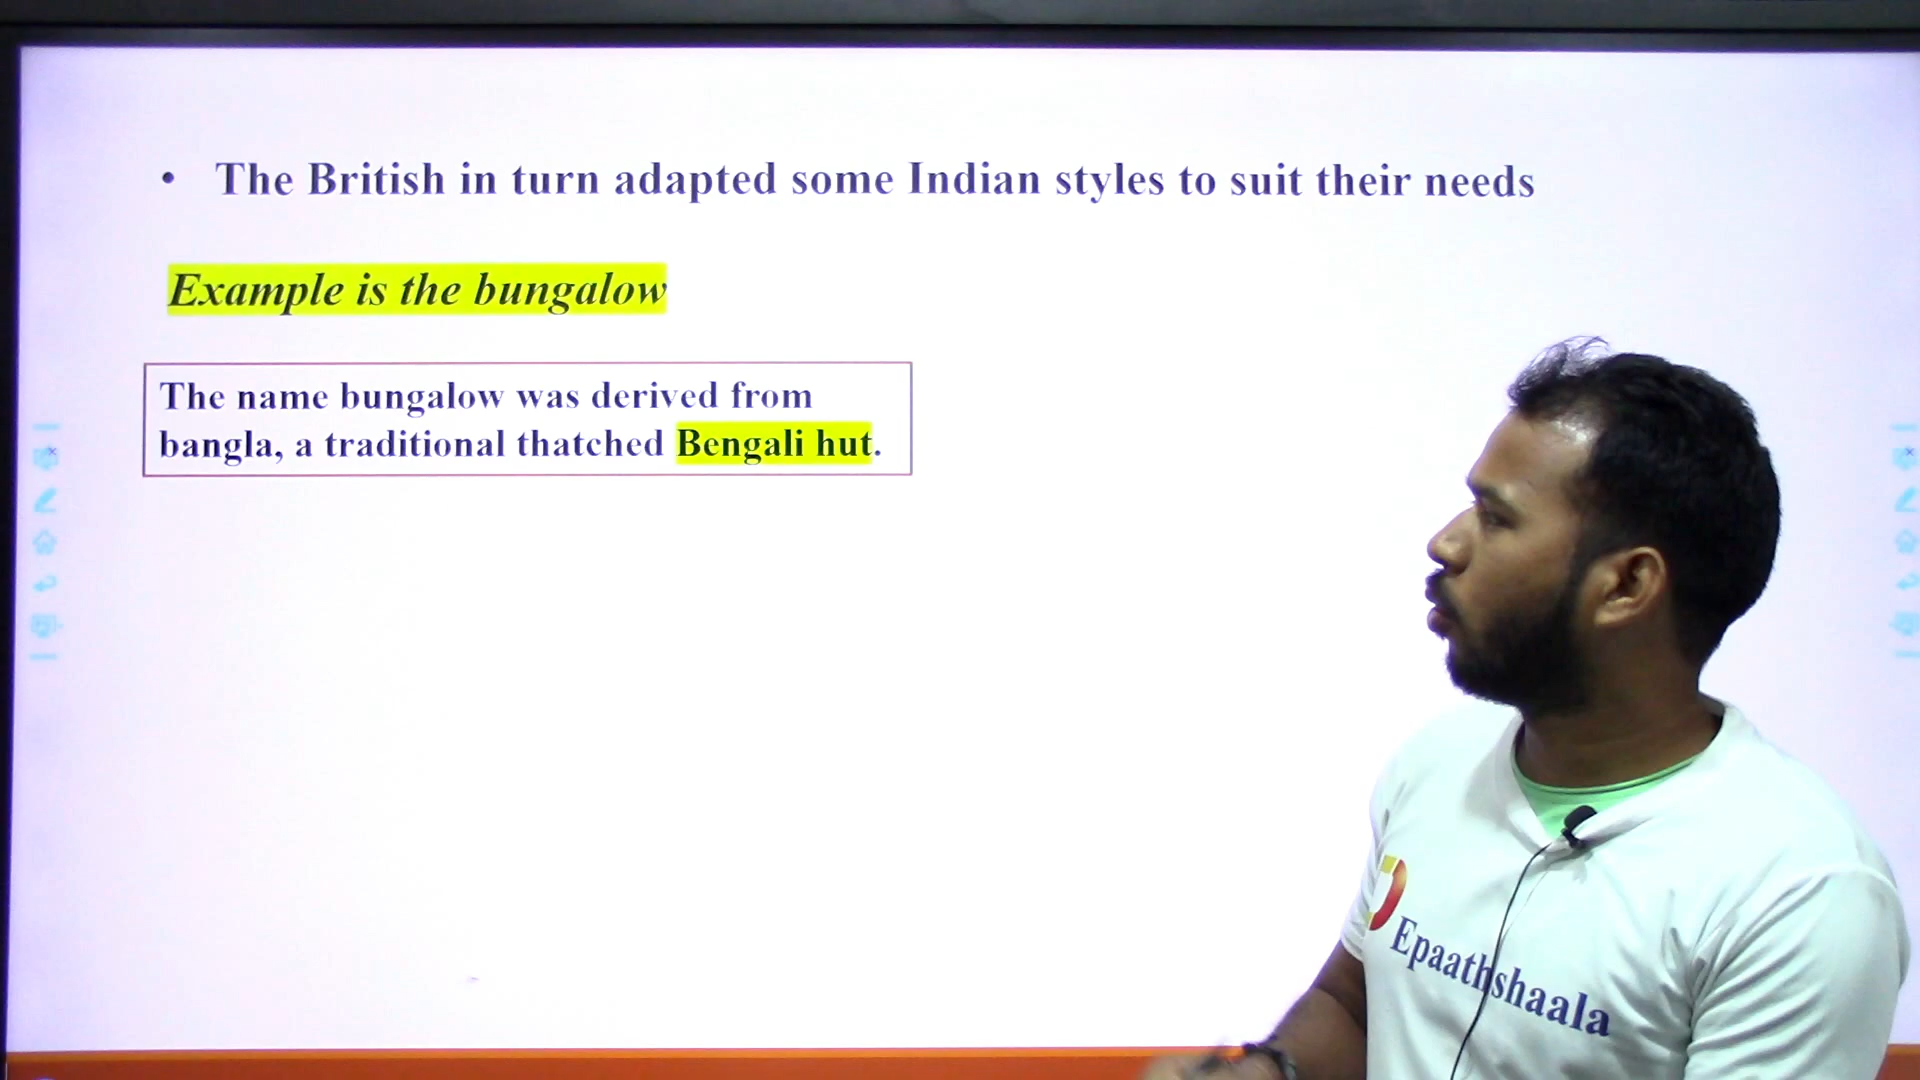 • The British in turn adapted some Indian styles to suit their needs
Example is the bungalow
The name bungalow was derived from
bangla, a traditional thatched Bengali hut.
Epaathshaala